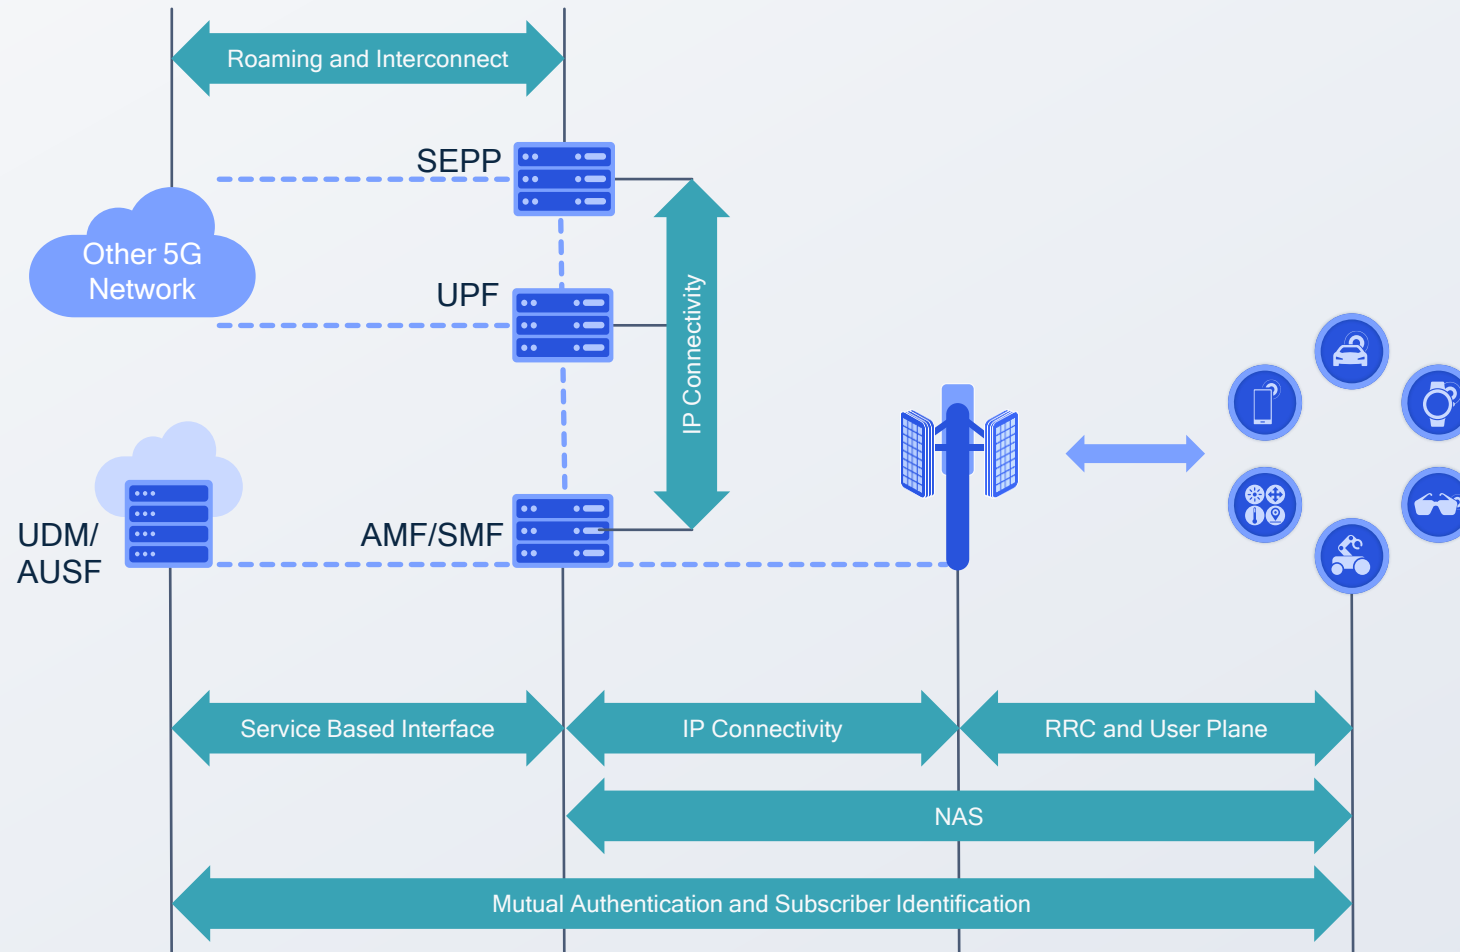 Roaming and Interconnect
SEPP
Other 5G
Network
UPF
IP Connectivity
UDM/
AUSF
AMF/SMF
Service Based Interface
IP Connectivity
RRC and User Plane
NAS
Mutual Authentication and Subscriber Identification